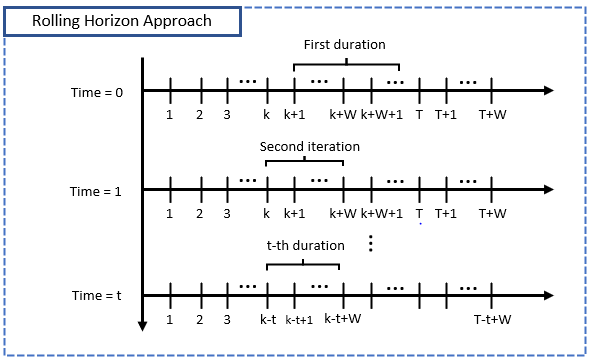 Rolling Horizon Approach
First duration
... ... ... ...
Time = 0
1 2 3 k k+1 k+W k+W+1 T T+1 T+W
Second iteration
... ... ... ...
Time = 1
1 2 3 k k+1 k+W k+W+1 T T+1 T+W
t-th duration
... ... ... ...
Time = t
1 2 3 k-t k-t+1 k-t+W T-t+W